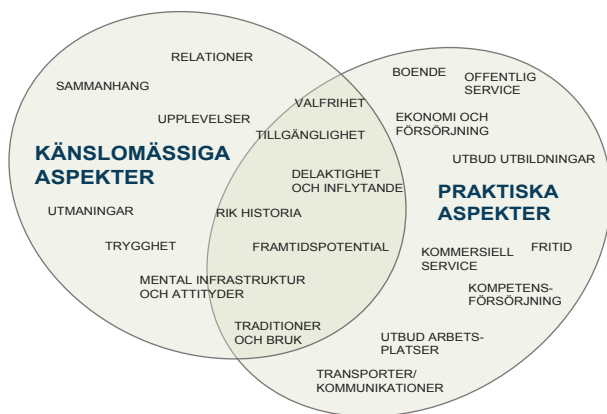 RELATIONER
SAMMANHANG
UPPLEVELSER
KÄNSLOMÄSSIGA
ASPEKTER
UTMANINGAR
TRYGGHET
MENTAL INFRASTRUKTUR
OCH ATTITYDER
VALFRIHET
TILLGÄNGLIGHET
DELAKTIGHET
OCH INFLYTANDE
RIK HISTORIA
FRAMTIDSPOTENTIAL
TRADITIONER
OCH BRUK
BOENDE
OFFENTLIG
SERVICE
EKONOMI OCH
FÖRSÖRJNING
UTBUD UTBILDNINGAR
PRAKTISKA
ASPEKTER
KOMMERSIELL
SERVICE
FRITID
KOMPETENS-
FÖRSÖRJNING
UTBUD ARBETS-
PLATSER
TRANSPORTER/
KOMMUNIKATIONER